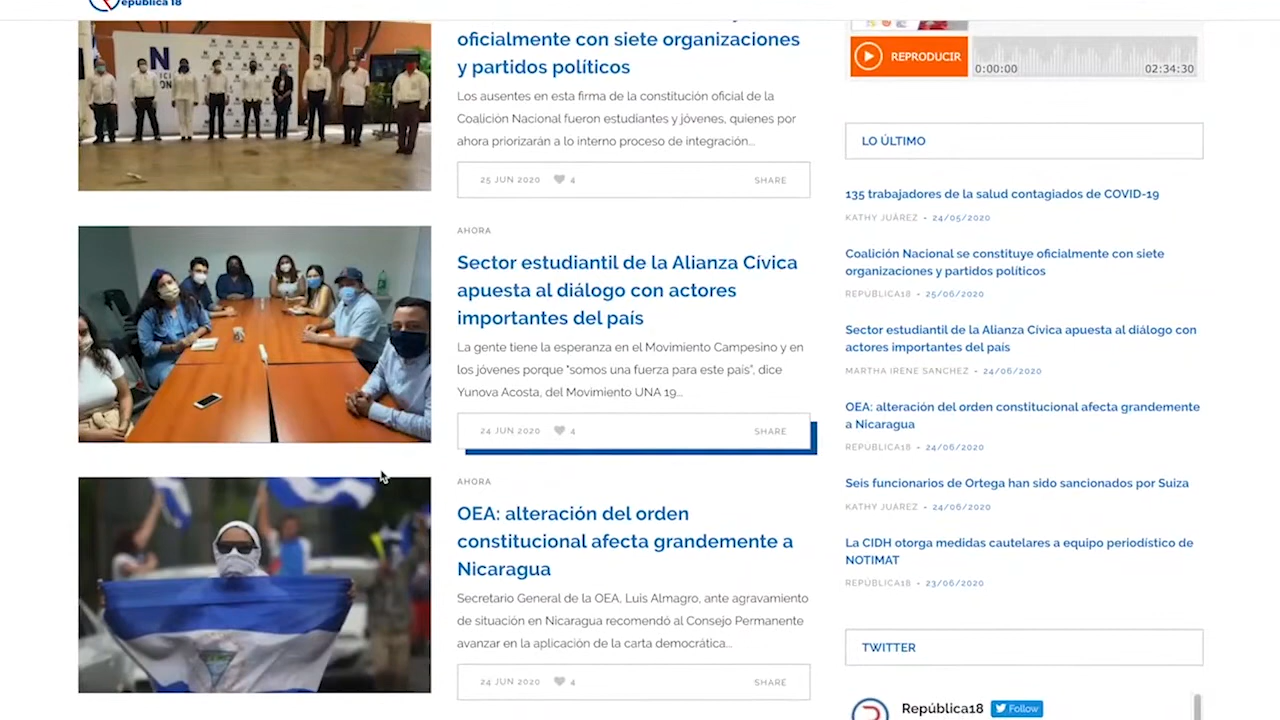 República 18
oficialmente con siete organizaciones
y partidos políticos
Los ausentes en esta firma de la constitución oficial de la
Coalición Nacional fueron estudiantes y jóvenes, quienes por
ahora priorizarán a lo interno proceso de integración...
25 JUN 2020 4 SHARE
AHORA
Sector estudiantil de la Alianza Cívica
apuesta al diálogo con actores
importantes del país
La gente tiene la esperanza en el Movimiento Campesino y en
los jóvenes porque "somos una fuerza para este país", dice
Yunova Acosta, del Movimiento UNA 19...
24 JUN 2020 4 SHARE
AHORA
OEA: alteración del orden
constitucional afecta grandemente a
Nicaragua
Secretario General de la OEA, Luis Almagro, ante agravamiento
de situación en Nicaragua recomendó al Consejo Permanente
avanzar en la aplicación de la carta democrática...
24 JUN 2020 4 SHARE
REPRODUCIR
0:00:00 02:34:30
LO ÚLTIMO
135 trabajadores de la salud contagiados de COVID-19
KATHY JUÁREZ - 24/05/2020
Coalición Nacional se constituye oficialmente con siete
organizaciones y partidos políticos
REPÚBLICA18 - 25/06/2020
Sector estudiantil de la Alianza Cívica apuesta al diálogo con
actores importantes del país
MARTHA IRENE SANCHEZ - 24/06/2020
OEA: alteración del orden constitucional afecta grandemente
a Nicaragua
REPÚBLICA18 - 24/06/2020
Seis funcionarios de Ortega han sido sancionados por Suiza
KATHY JUÁREZ - 24/06/2020
La CIDH otorga medidas cautelares a equipo periodístico de
NOTIMAT
REPÚBLICA18 - 23/06/2020
TWITTER
República18 Follow